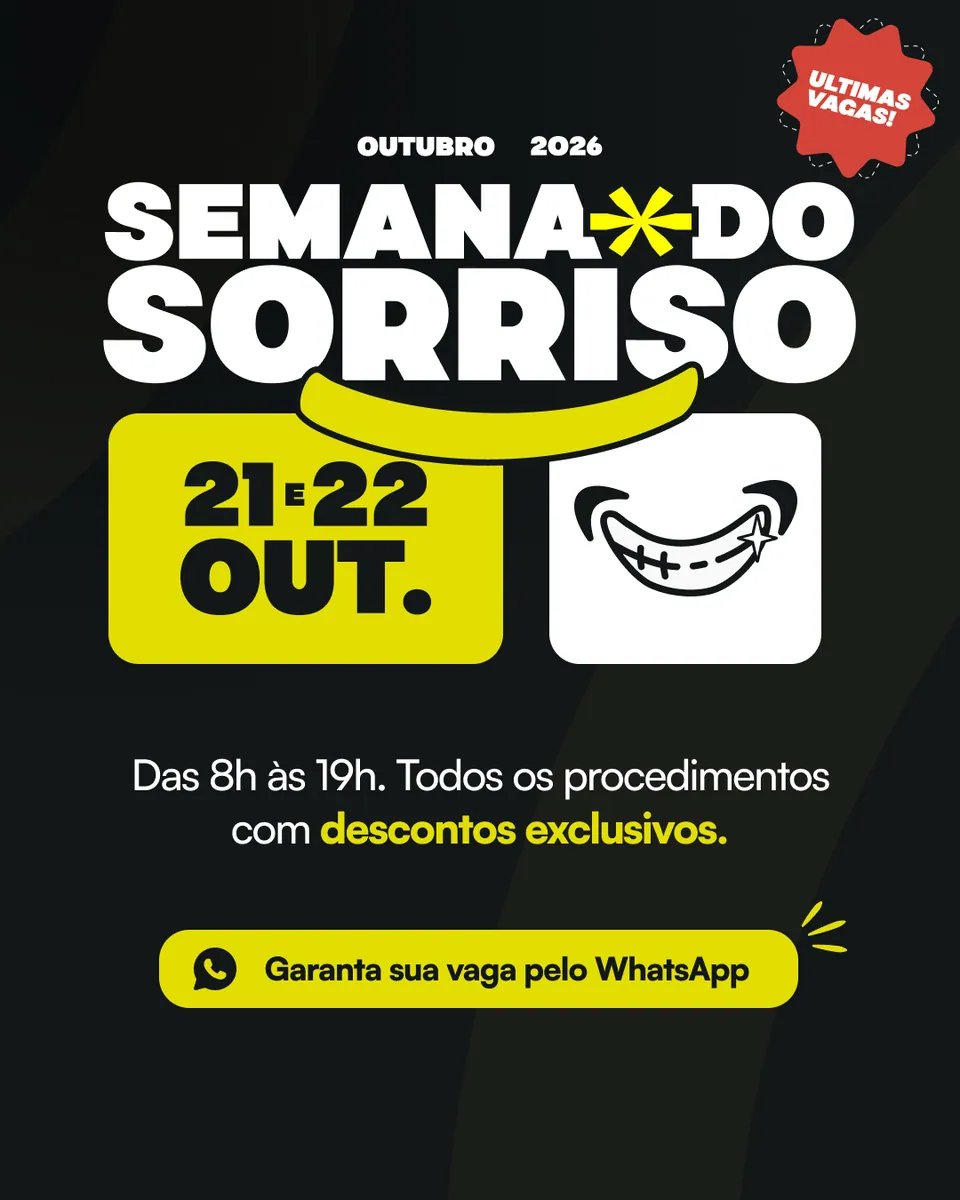 ULTIMAS
VAGAS!
OUTUBRO 2026
SEMANA*DO
SORRISO
21 E 22
OUT.
Das 8h às 19h. Todos os procedimentos
com descontos exclusivos.
Garanta sua vaga pelo WhatsApp